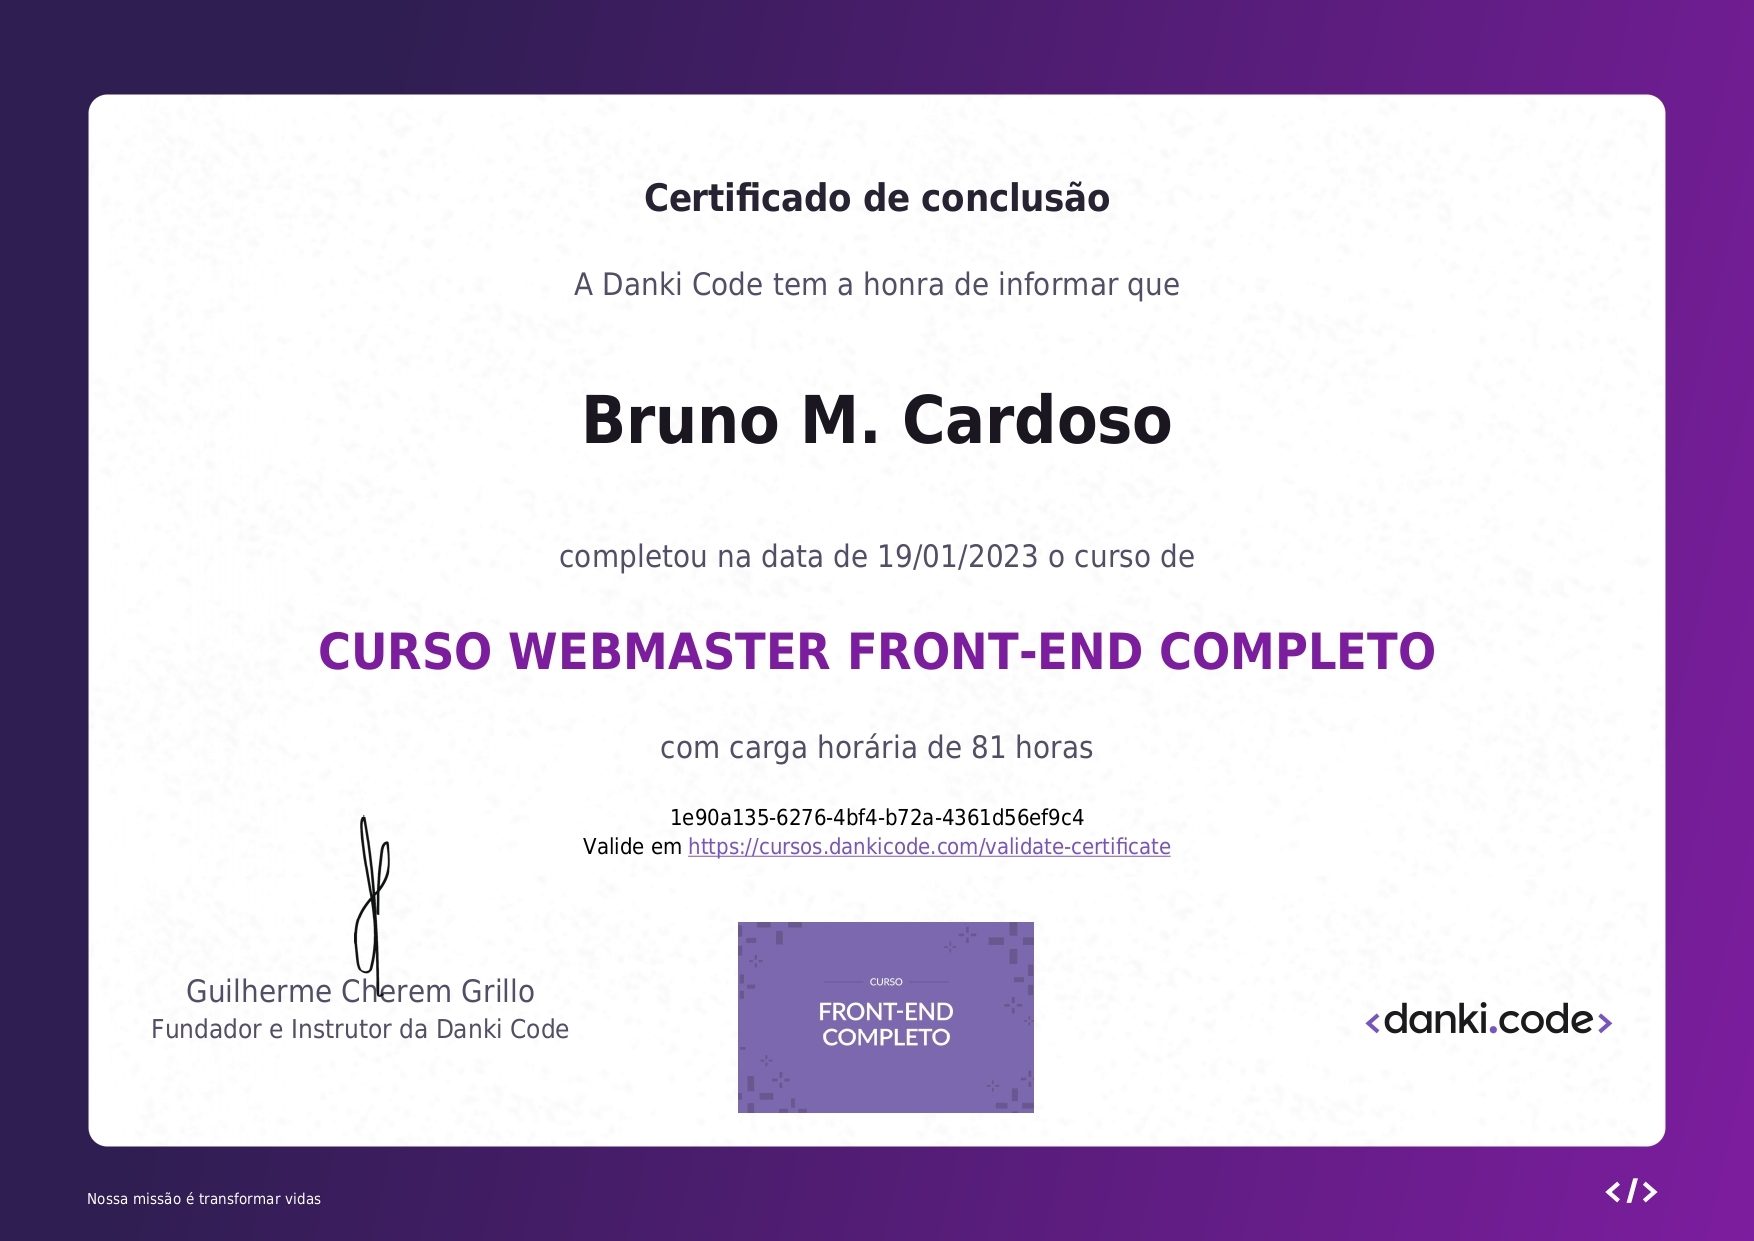 Certificado de conclusão
A Danki Code tem a honra de informar que
Bruno M. Cardoso
completou na data de 19/01/2023 o curso de
CURSO WEBMASTER FRONT-END COMPLETO
com carga horária de 81 horas
1e90a135-6276-4bf4-b72a-4361d56ef9c4
Valide em https://cursos.dankicode.com/validate-certificate
Guilherme Cherem Grillo
Fundador e Instrutor da Danki Code
CURSO
FRONT-END
COMPLETO
<danki.code>
Nossa missão é transformar vidas
</>